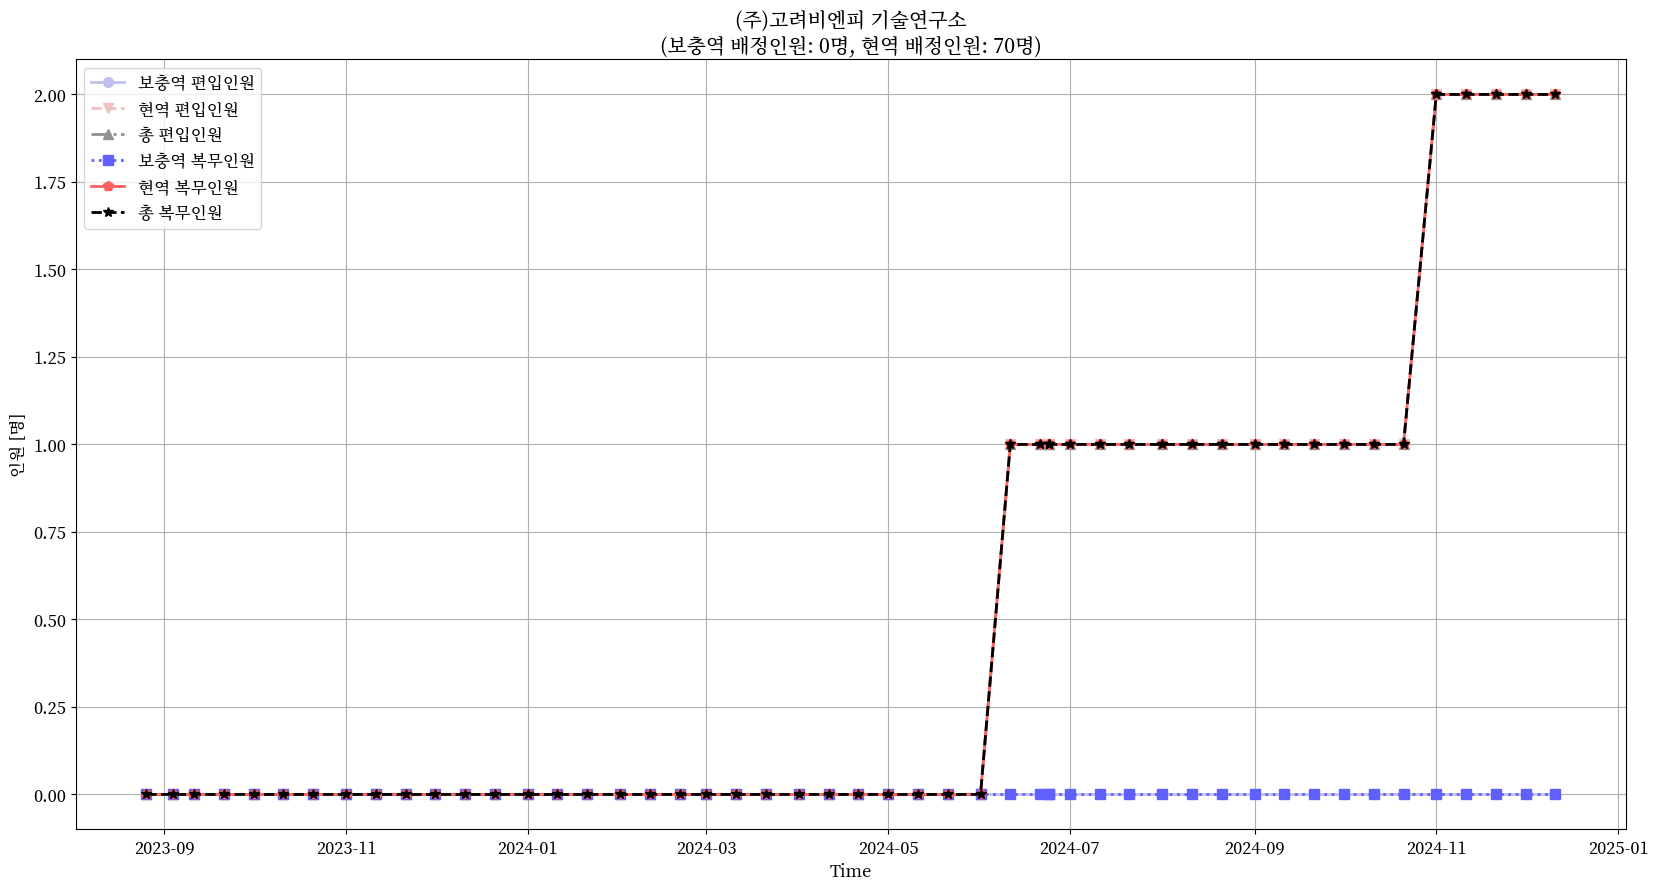 (주)고려비엔피 기술연구소
(보충역 배정인원: 0명, 현역 배정인원: 70명)
보충역 편입인원
현역 편입인원
총 편입인원
보충역 복무인원
현역 복무인원
총 복무인원
인원 [명]
2.00
1.75
1.50
1.25
1.00
0.75
0.50
0.25
0.00
2023-09 2023-11 2024-01 2024-03 2024-05 2024-07 2024-09 2024-11 2025-01
Time